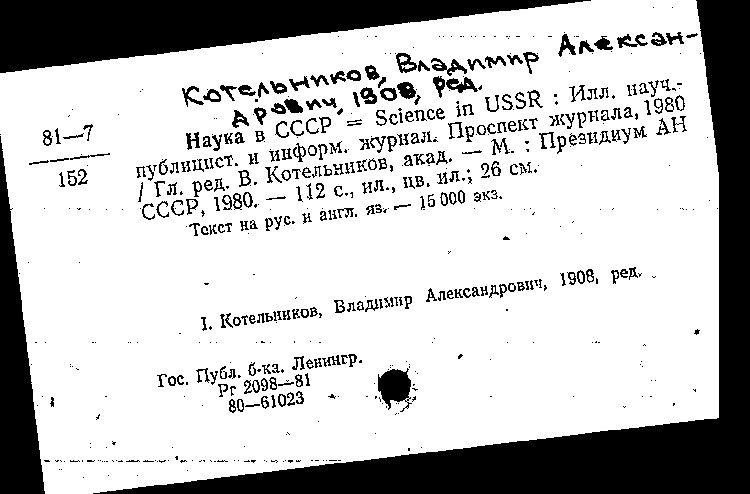 Котельников, Владимир Александрович, 1908, ред.
81—7
152
Наука в СССР = Science in USSR : Илл. науч.-
публицист. и информ. журнал. Проспект журнала, 1980
/ Гл. ред. В. Котельников, акад. — М. : Президиум АН
СССР, 1980. — 112 с., ил., цв. ил.; 26 см.
Текст на рус. и англ. яз. — 15 000 экз.
I. Котельников, Владимир Александрович, 1908, ред.
Гос. Публ. б-ка. Ленингр.
Рг 2098—81
80—61023